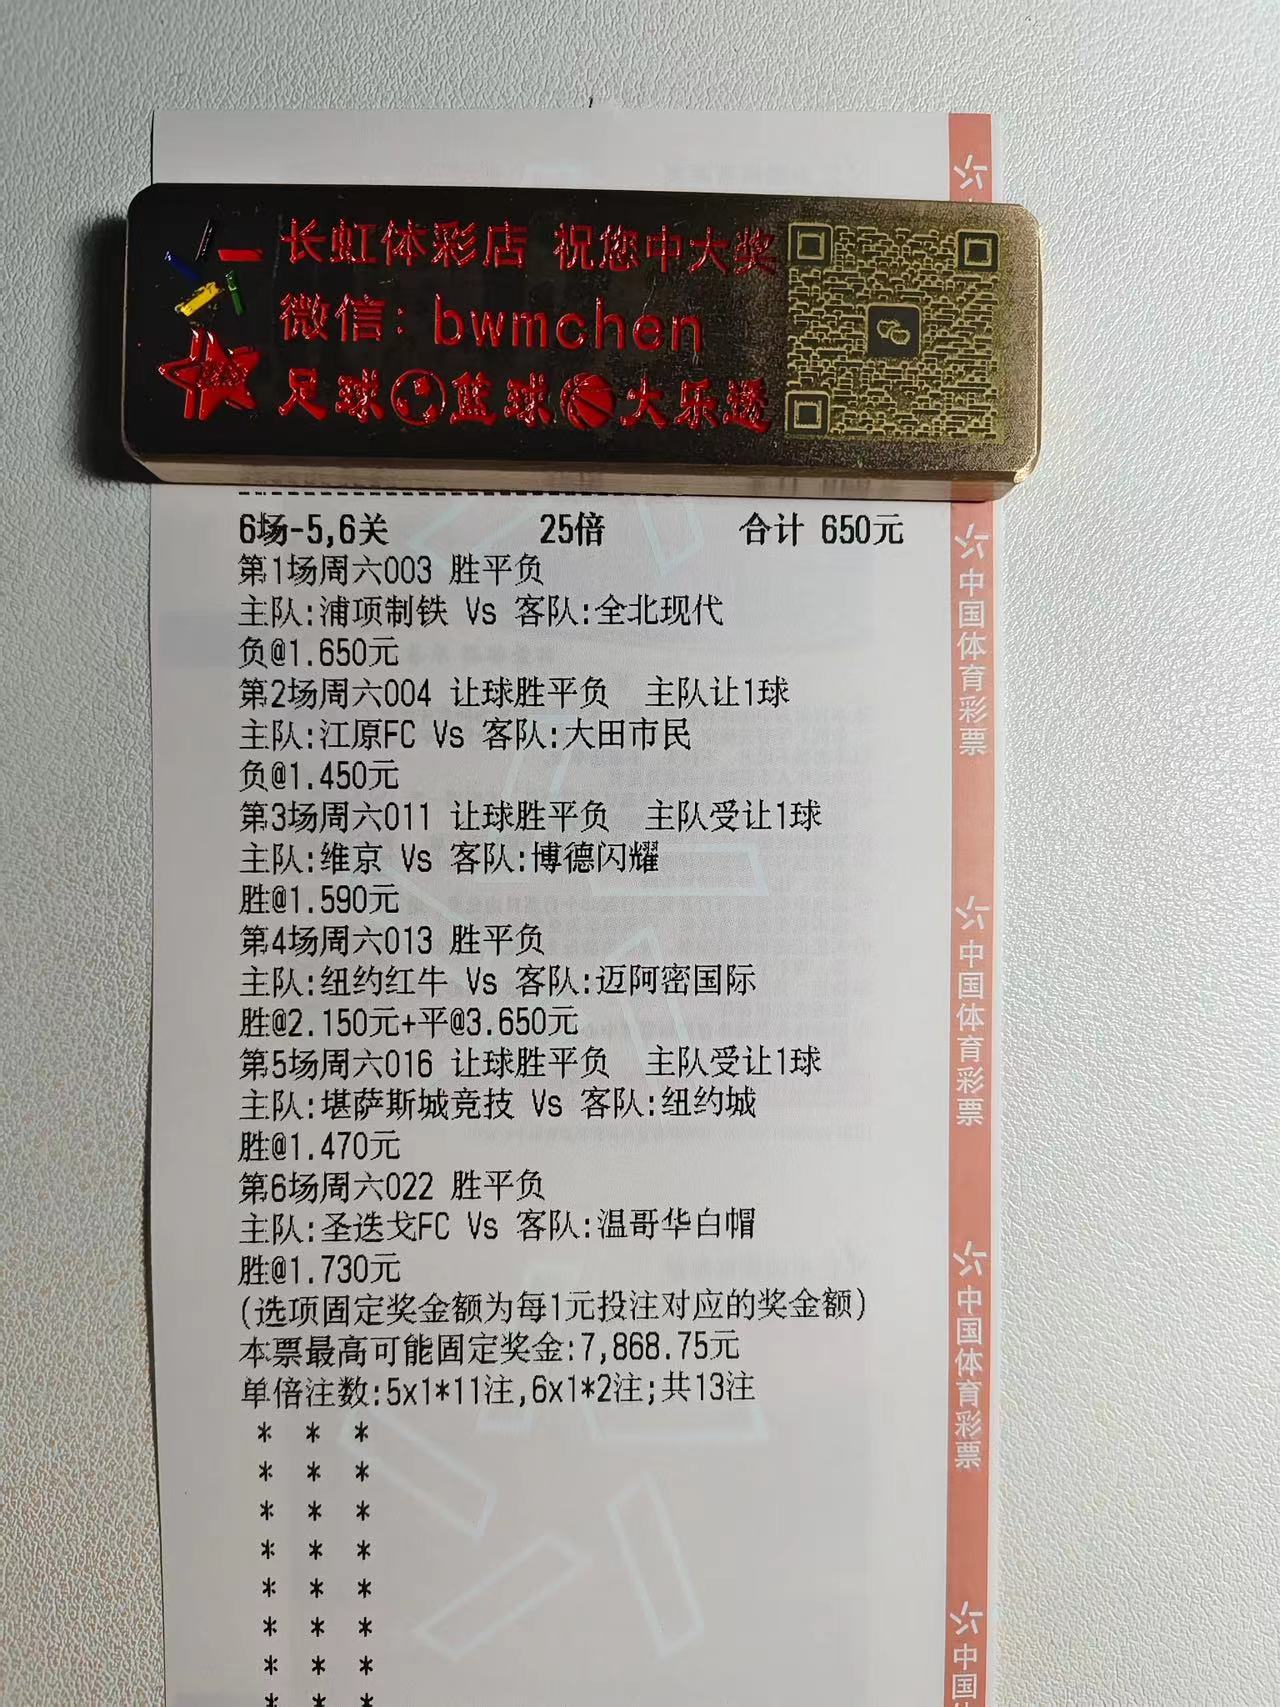 长虹体彩店 祝您中大奖
微信：bwmchen
足球 篮球 大乐透
6场-5,6关 25倍 合计 650元
第1场周六003 胜平负
主队:浦项制铁 Vs 客队:全北现代
负@1.650元
第2场周六004 让球胜平负 主队让1球
主队:江原FC Vs 客队:大田市民
负@1.450元
第3场周六011 让球胜平负 主队受让1球
主队:维京 Vs 客队:博德闪耀
胜@1.590元
第4场周六013 胜平负
主队:纽约红牛 Vs 客队:迈阿密国际
胜@2.150元+平@3.650元
第5场周六016 让球胜平负 主队受让1球
主队:堪萨斯城竞技 Vs 客队:纽约城
胜@1.470元
第6场周六022 胜平负
主队:圣迭戈FC Vs 客队:温哥华白帽
胜@1.730元
(选项固定奖金额为每1元投注对应的奖金额)
本票最高可能固定奖金:7,868.75元
单倍注数:5x1*11注,6x1*2注;共13注
* * *
* * *
* * *
* * *
* * *
* * *
* * *
* * *
中国体育彩票
中国体育彩票
中国体育彩票
中国